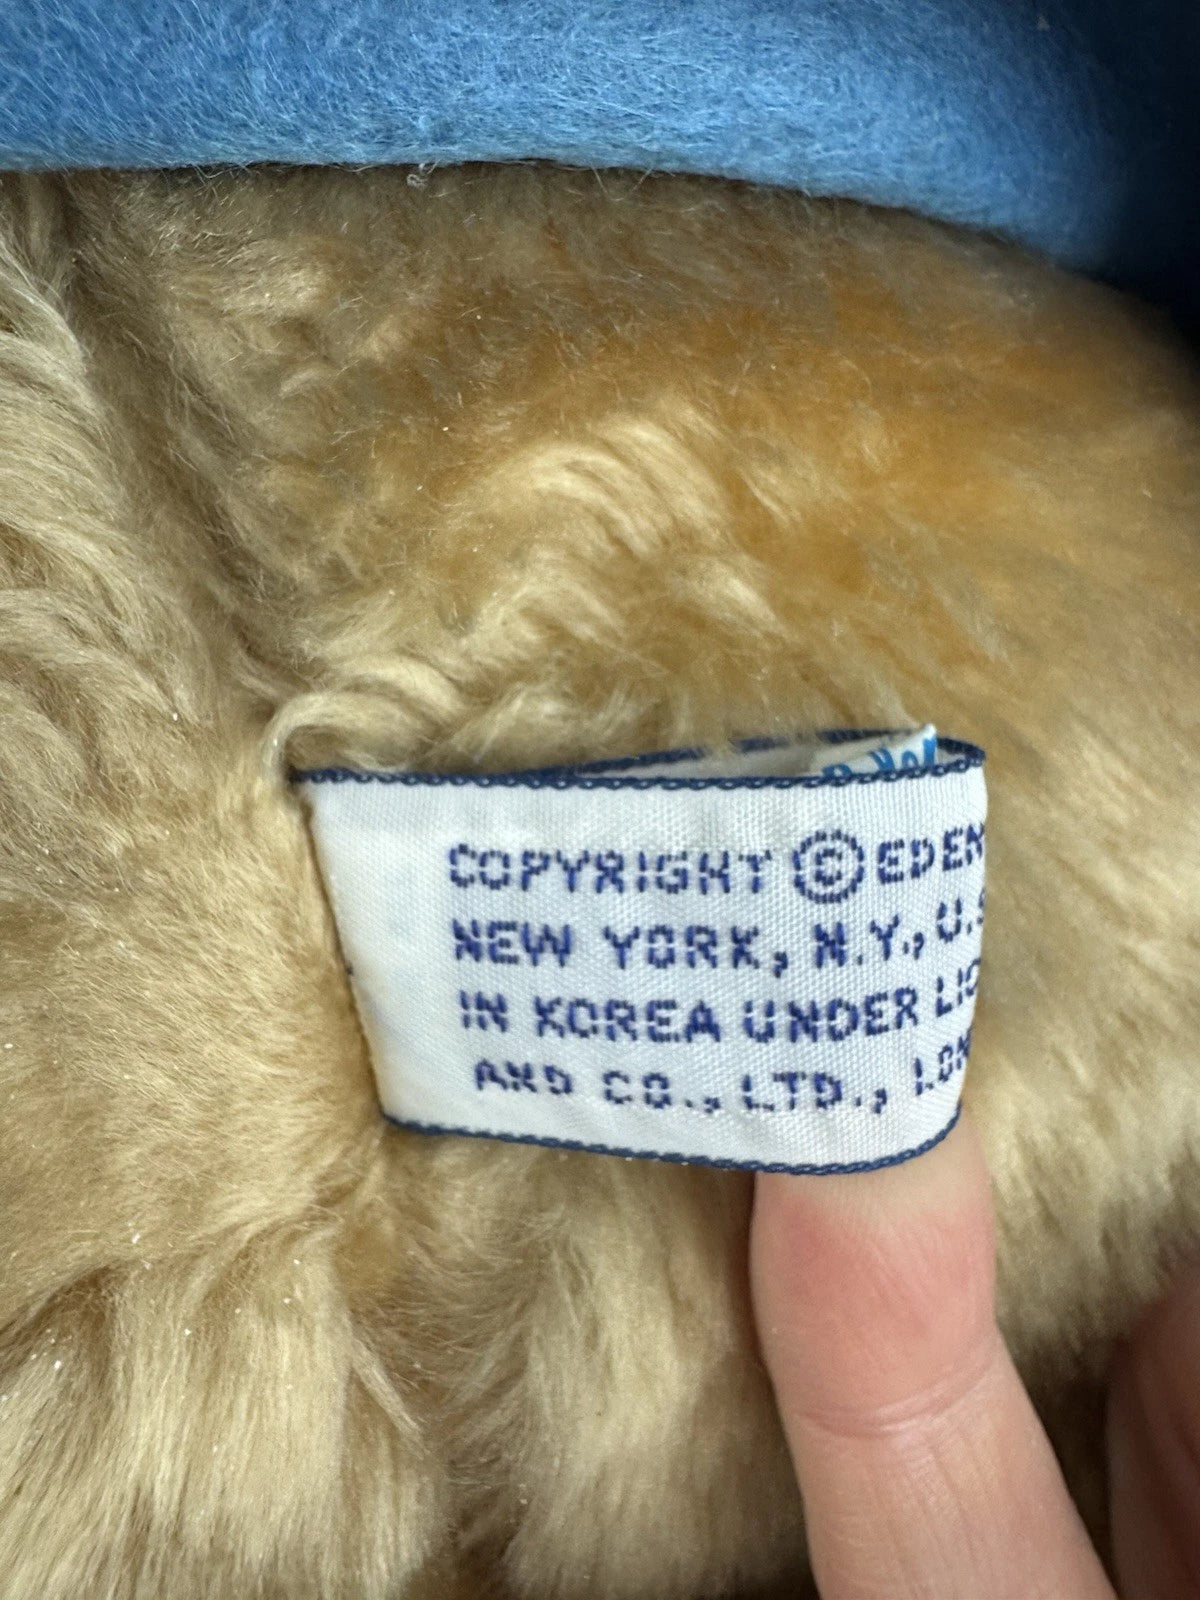 COPYRIGHT © EDEN
NEW YORK, N.Y., U.S
IN KOREA UNDER LIC
AND CO., LTD., LON